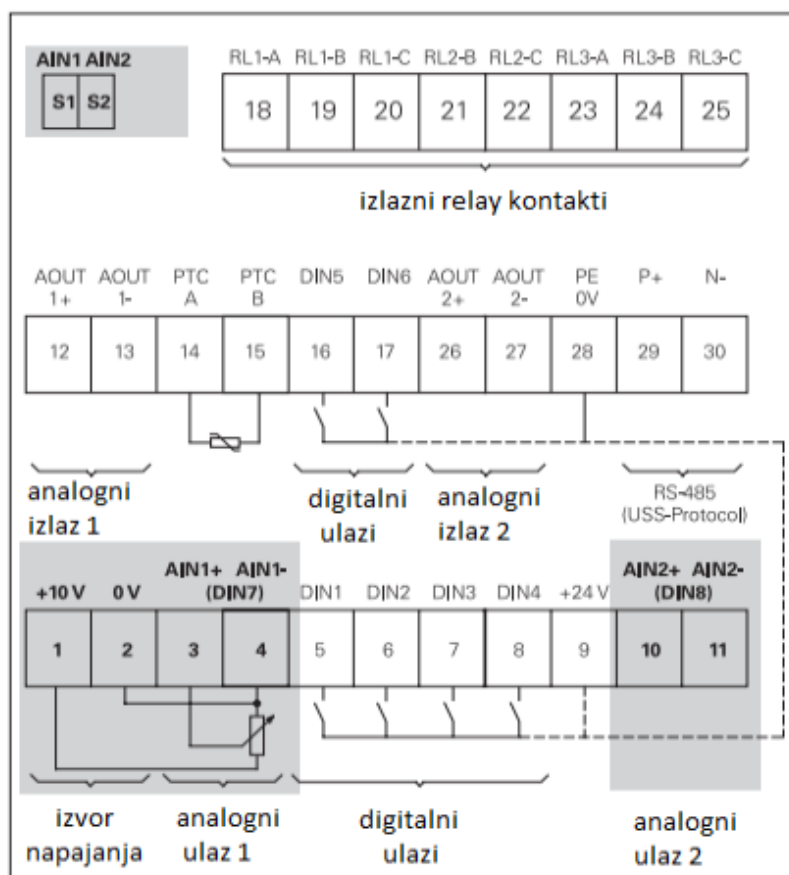 AIN1 AIN2
S1 S2
RL1-A RL1-B RL1-C RL2-B RL2-C RL3-A RL3-B RL3-C
18 19 20 21 22 23 24 25
izlazni relay kontakti
AOUT AOUT PTC PTC DIN5 DIN6 AOUT AOUT PE P+ N-
1+ 1- A B 2+ 2- 0V
12 13 14 15 16 17 26 27 28 29 30
analogni izlaz 1
digitalni ulazi
analogni izlaz 2
RS-485
(USS-Protocol)
+10 V 0 V AIN1+ AIN1- (DIN7) DIN1 DIN2 DIN3 DIN4 +24 V AIN2+ AIN2- (DIN8)
1 2 3 4 5 6 7 8 9 10 11
izvor napajanja
analogni ulaz 1
digitalni ulazi
analogni ulaz 2